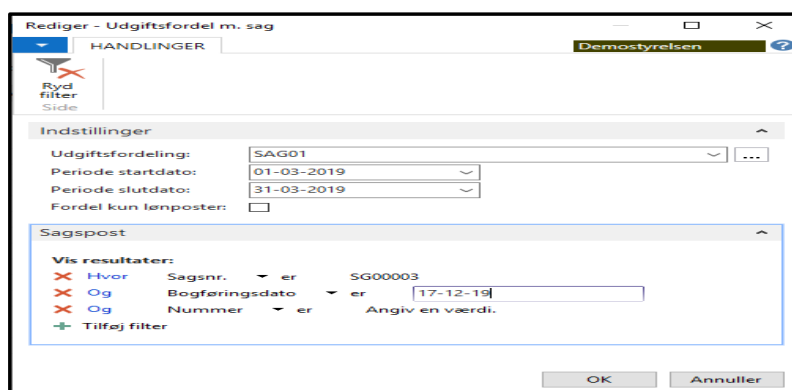 Rediger - Udgiftsfordel m. sag
HANDLINGER
Demostyrelsen
?
Ryd
filter
Side
Indstillinger
Udgiftsfordeling: SAG01 ...
Periode startdato: 01-03-2019
Periode slutdato: 31-03-2019
Fordel kun lønposter:
Sagspost
Vis resultater:
Hvor Sagsnr. er SG00003
Og Bogføringsdato er 17-12-19
Og Nummer er Angiv en værdi.
Tilføj filter
OK Annuller